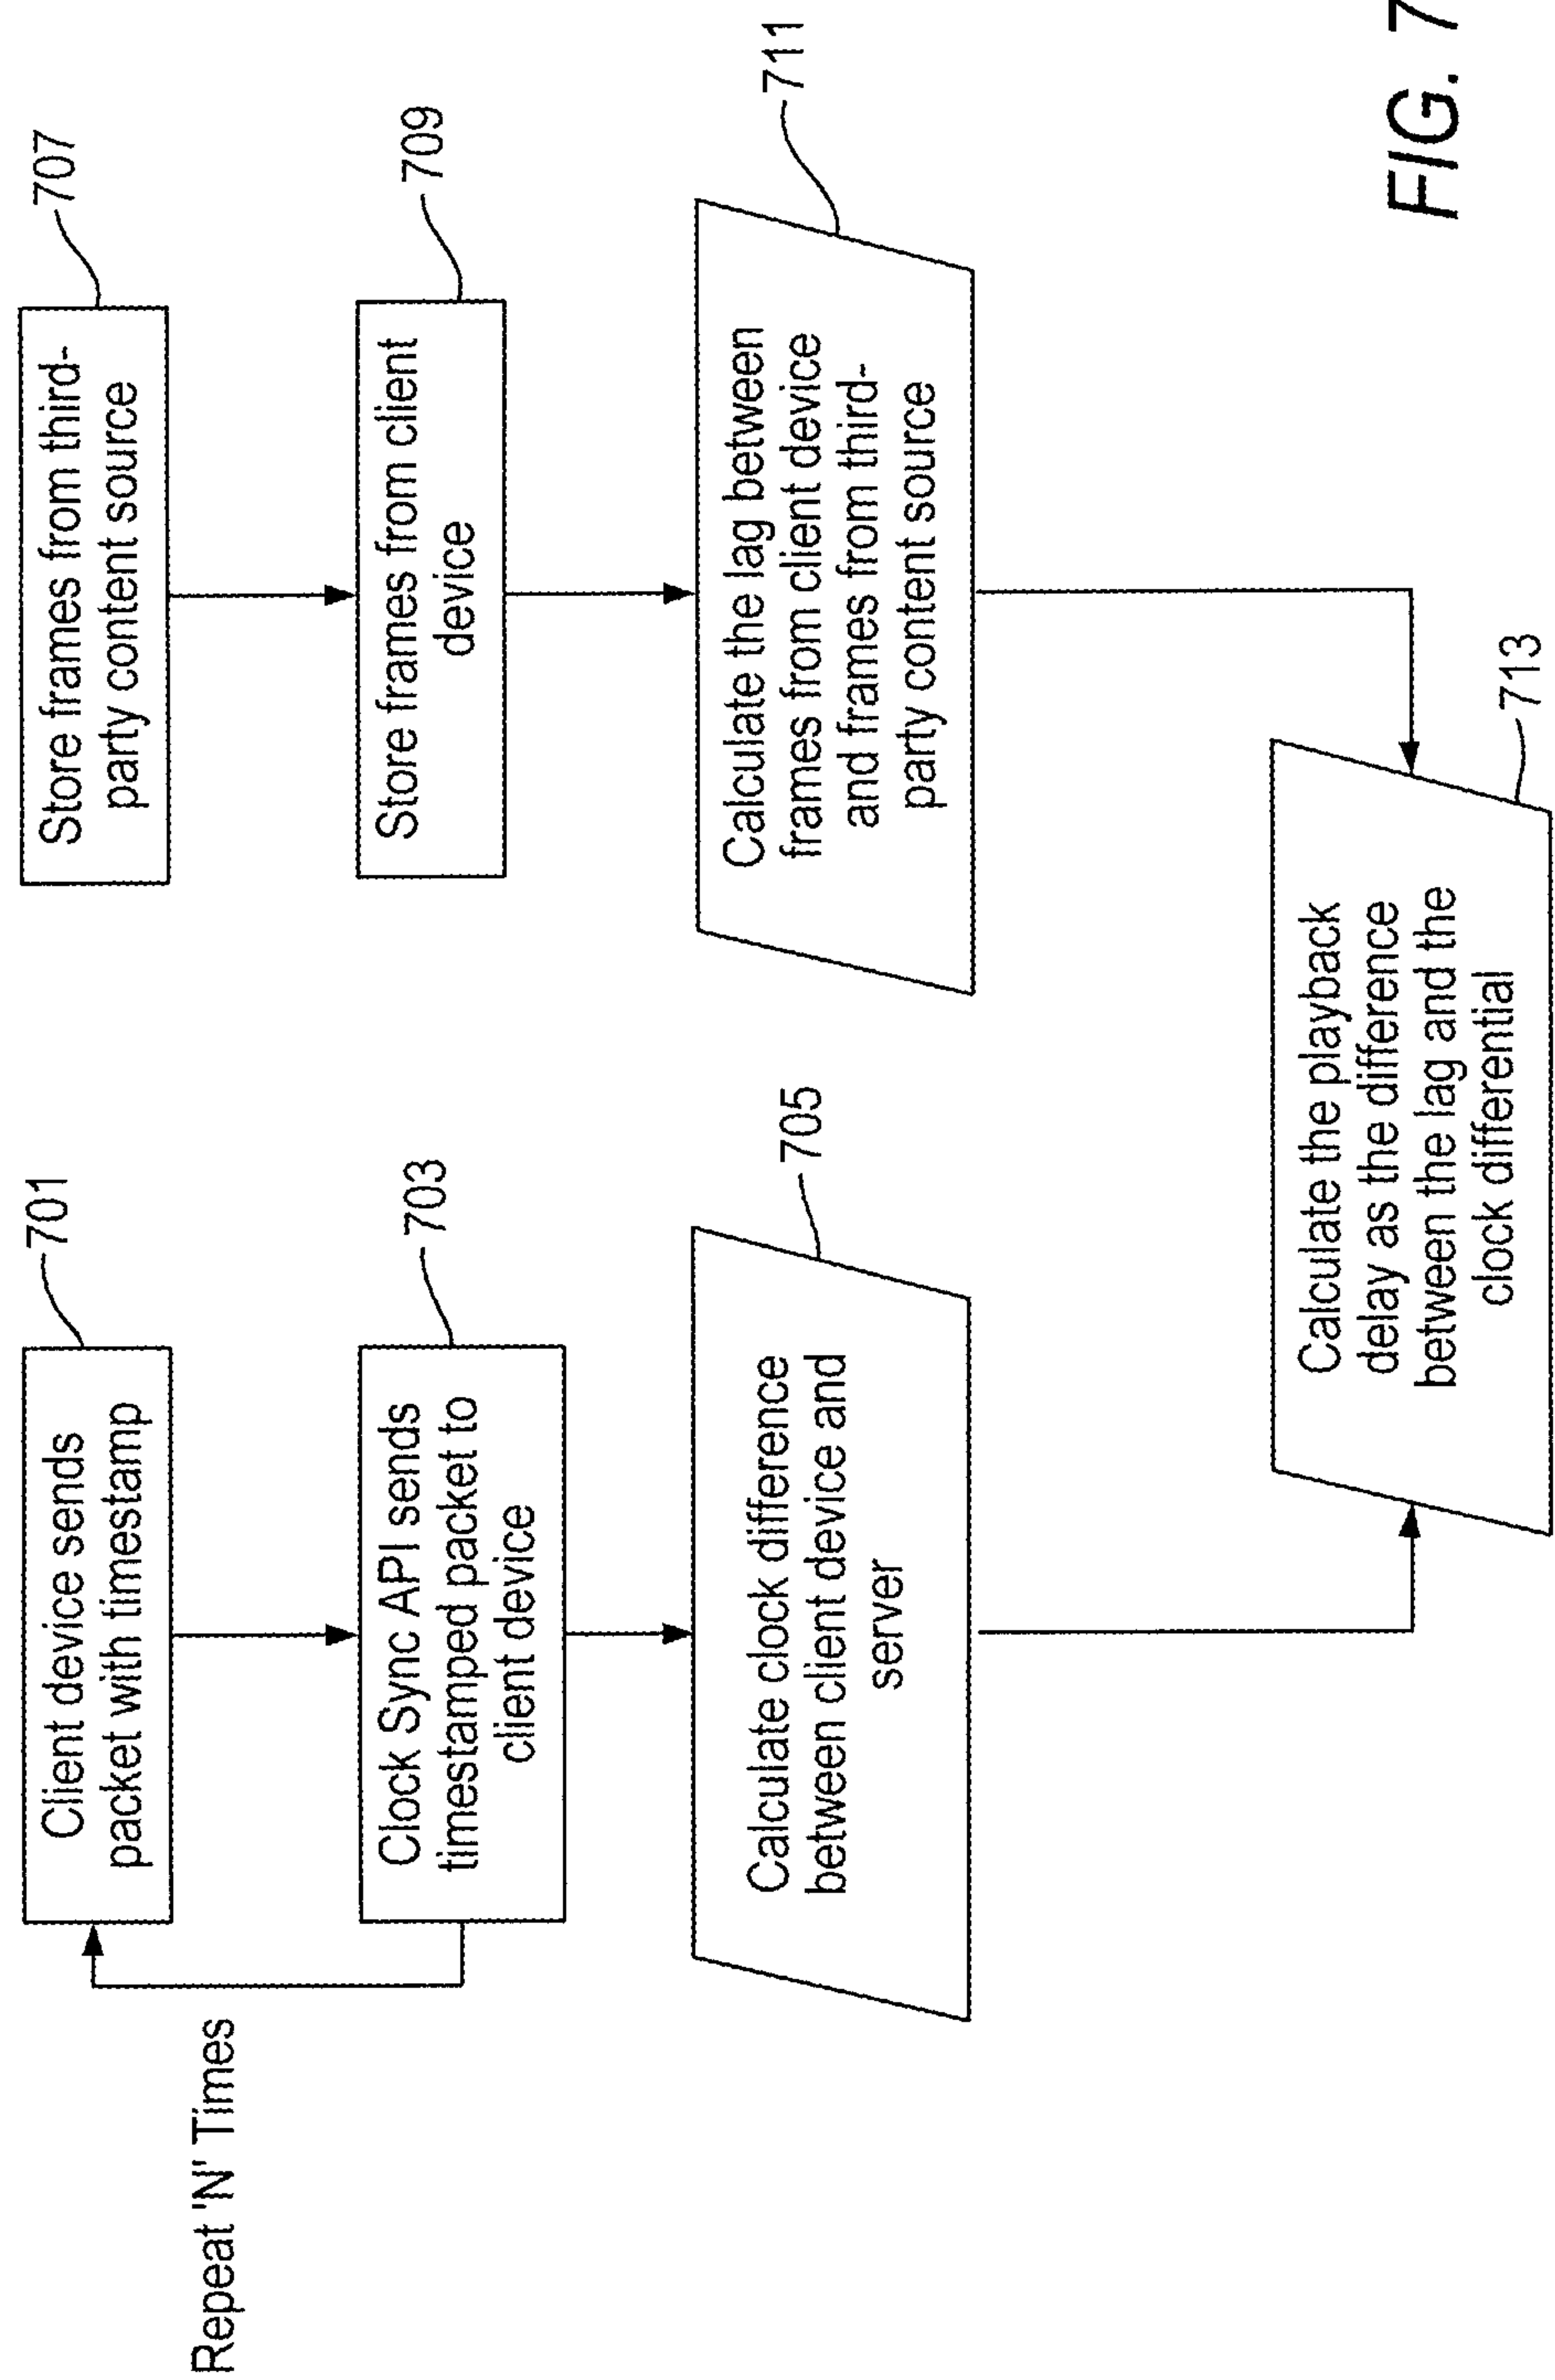 701
Client device sends
packet with timestamp
Repeat 'N' Times
703
Clock Sync API sends
timestamped packet to
client device
705
Calculate clock difference
between client device and
server
707
Store frames from third-
party content source
709
Store frames from client
device
711
Calculate the lag between
frames from client device
and frames from third-
party content source
713
Calculate the playback
delay as the difference
between the lag and the
clock differential
FIG. 7